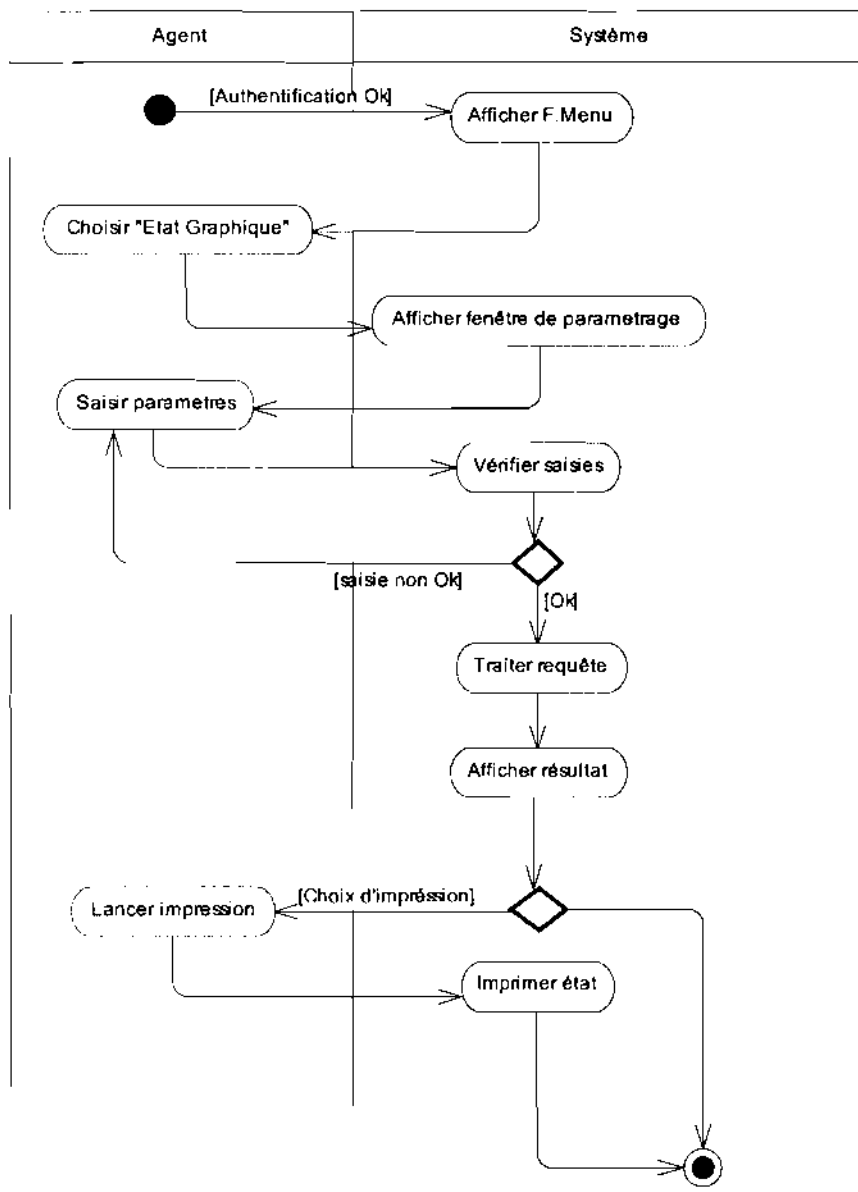 Agent
Système
[Authentification Ok]
Afficher F.Menu
Choisir "Etat Graphique"
Afficher fenêtre de parametrage
Saisir parametres
Vérifier saisies
[saisie non Ok]
[Ok]
Traiter requête
Afficher résultat
[Choix d'impréssion]
Lancer impression
Imprimer état